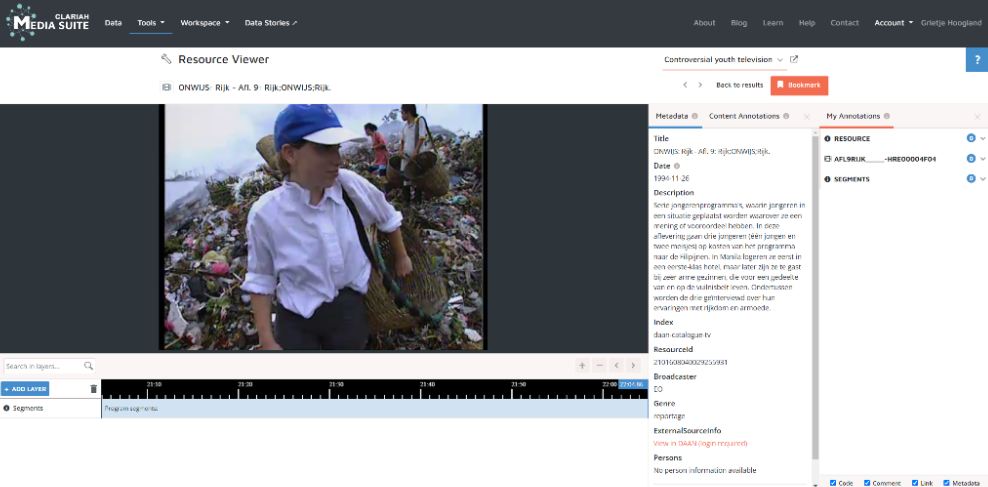 CLARIAH
MEDIA SUITE
Data
Tools
Workspace
Data Stories
About
Blog
Learn
Help
Contact
Account
Grietje Hoogland
Resource Viewer
Controversial youth television
?
Back to results
Bookmark
ONWIJS: Rijk - Afl. 9: Rijk;ONWIJS;Rijk.
Metadata
Content Annotations
Title
ONWIJS: Rijk - Afl. 9: Rijk;ONWIJS;Rijk.
Date
1994-11-26
Description
Serie jongerenprogramma's, waarin jongeren in
een situatie geplaatst worden waarover ze een
mening of vooroordeel hebben. In deze
aflevering gaan drie jongeren (één jongen en
twee meisjes) op kosten van het programma
naar de Filipijnen. In Manila logeren ze eerst in
een eerste-klas hotel, maar later zijn ze te gast
bij zeer arme gezinnen, die voor een gedeelte
van en op de vuilnisbelt leven. Ondertussen
worden de drie geïnterviewd over hun
ervaringen met rijkdom en armoede.
Index
daan-catalogue-tv
ResourceId
2101608040029255931
Broadcaster
EO
Genre
reportage
ExternalSourceInfo
View in DAAN (login required)
Persons
No person information available
My Annotations
RESOURCE
0
AFL9RIJK_____-HRE00004F04
0
SEGMENTS
0
Code
Comment
Link
Metadata
Search in layers...
+ ADD LAYER
21:10
21:20
21:30
21:40
21:50
22:00
22:04.86
Segments
Program segments